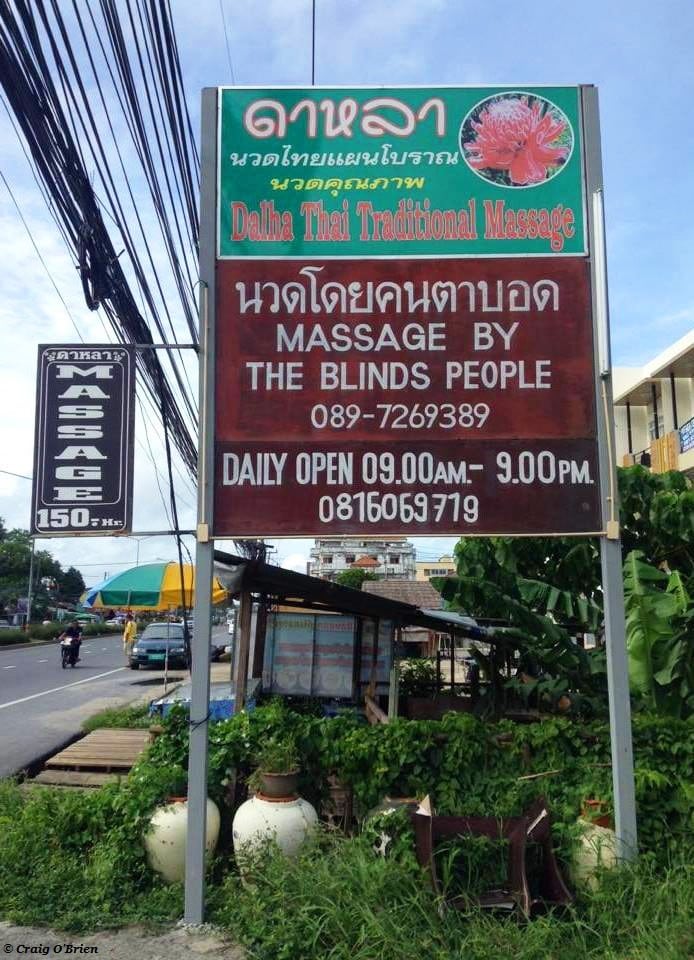 ดาหลา
นวดไทยแผนโบราณ
นวดคุณภาพ
Dalha Thai Traditional Massage
นวดโดยคนตาบอด
MASSAGE BY
THE BLINDS PEOPLE
089-7269389
DAILY OPEN 09.00AM.- 9.00PM.
0816069719
ดาหลา
MASSAGE
150.- Hr.
© Craig O'Brien